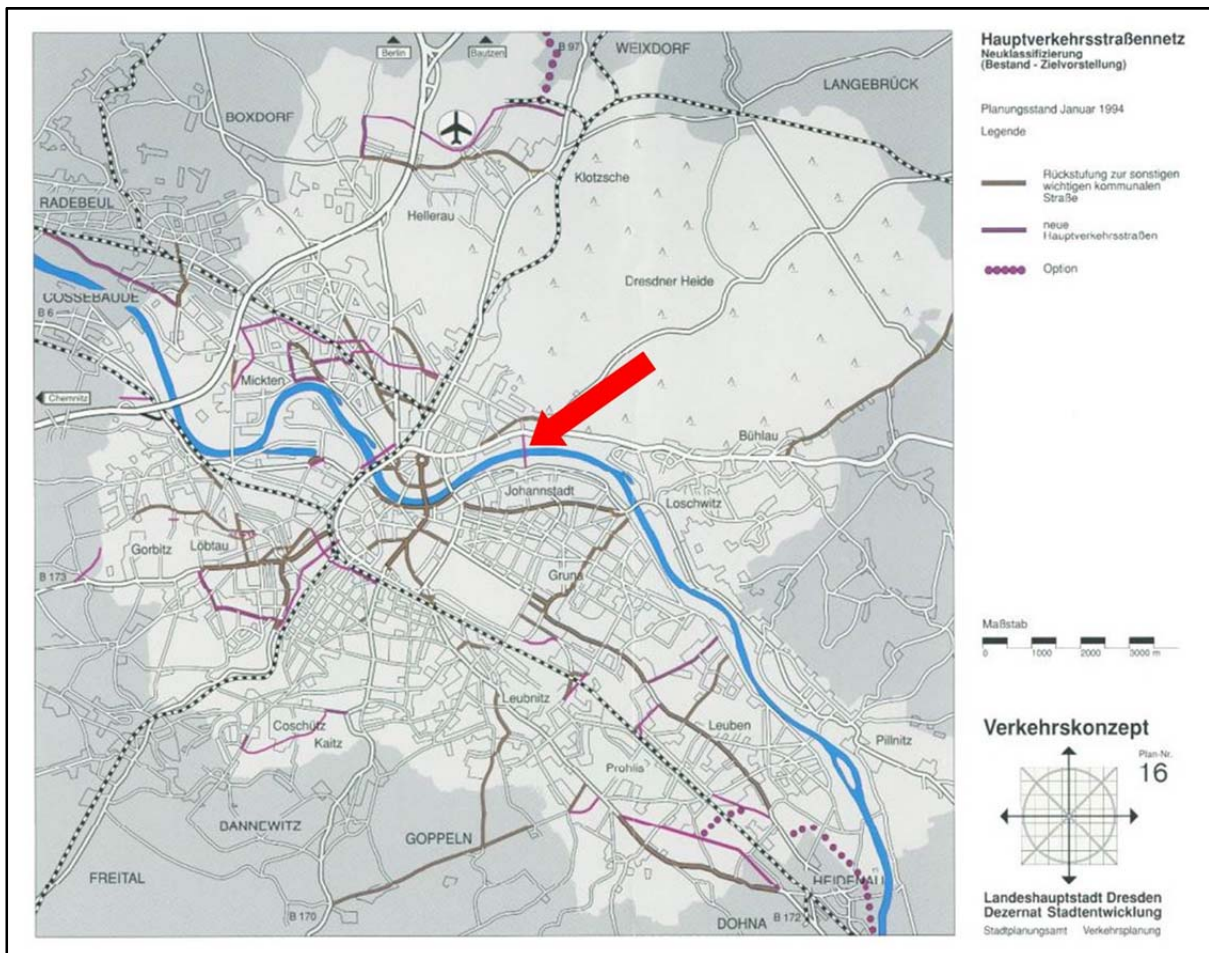 Hauptverkehrsstraßennetz
Neuklassifizierung
(Bestand - Zielvorstellung)
Planungsstand Januar 1994
Legende
Rückstufung zur sonstigen
wichtigen kommunalen
Straße
neue
Hauptverkehrsstraßen
Option
Maßstab
0 1000 2000 3000 m
Verkehrskonzept
Plan-Nr.
16
Landeshauptstadt Dresden
Dezernat Stadtentwicklung
Stadtplanungsamt Verkehrsplanung
Berlin
Bautzen
B 97
WEIXDORF
LANGEBRÜCK
BOXDORF
Klotzsche
RADEBEUL
Hellerau
Dresdner Heide
COSSEBAUDE
B 6
Mickten
Chemnitz
Bühlau
Johannstadt
Loschwitz
Gorbitz
Löbtau
B 173
Gruna
Leubnitz
Coschütz
Kaitz
Leuben
Pillnitz
Prohlis
BANNEWITZ
GOPPELN
FREITAL
HEIDENAU
B 170
DOHNA
B 172